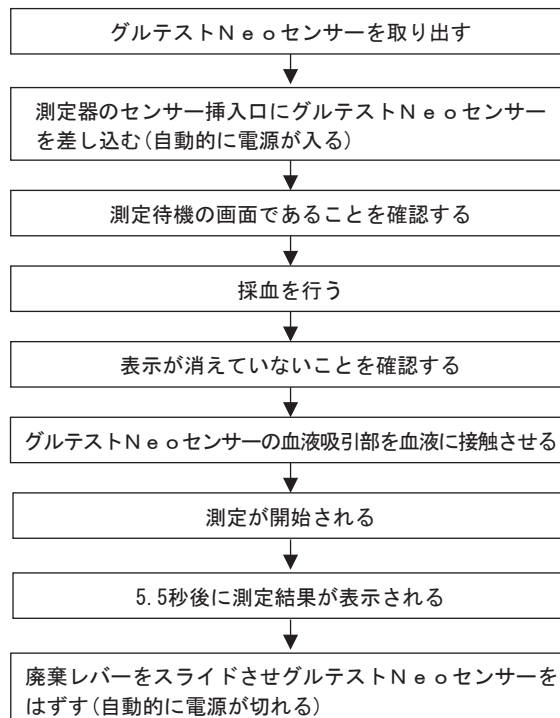 グルテストＮｅｏセンサーを取り出す
測定器のセンサー挿入口にグルテストＮｅｏセンサー
を差し込む(自動的に電源が入る)
測定待機の画面であることを確認する
採血を行う
表示が消えていないことを確認する
グルテストＮｅｏセンサーの血液吸引部を血液に接触させる
測定が開始される
5.5秒後に測定結果が表示される
廃棄レバーをスライドさせグルテストＮｅｏセンサーを
はずす(自動的に電源が切れる)